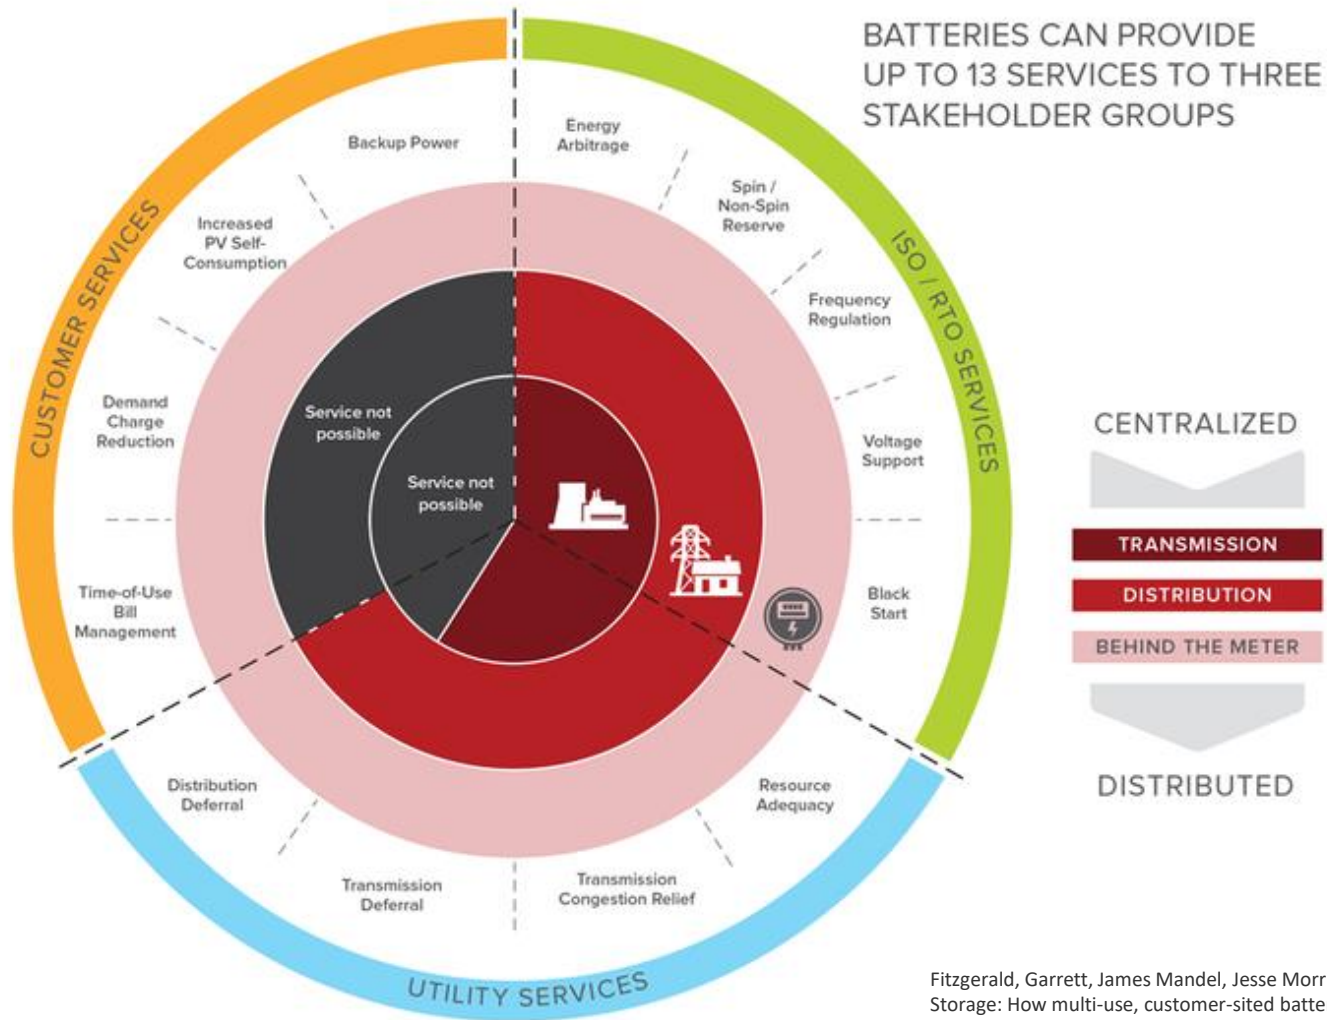 BATTERIES CAN PROVIDE
UP TO 13 SERVICES TO THREE
STAKEHOLDER GROUPS
CUSTOMER SERVICES
ISO / RTO SERVICES
UTILITY SERVICES
Backup Power
Increased
PV Self-
Consumption
Demand
Charge
Reduction
Time-of-Use
Bill
Management
Energy
Arbitrage
Spin /
Non-Spin
Reserve
Frequency
Regulation
Voltage
Support
Black
Start
Resource
Adequacy
Transmission
Congestion Relief
Transmission
Deferral
Distribution
Deferral
Service not
possible
Service not
possible
CENTRALIZED
TRANSMISSION
DISTRIBUTION
BEHIND THE METER
DISTRIBUTED
Fitzgerald, Garrett, James Mandel, Jesse Morr
Storage: How multi-use, customer-sited batte